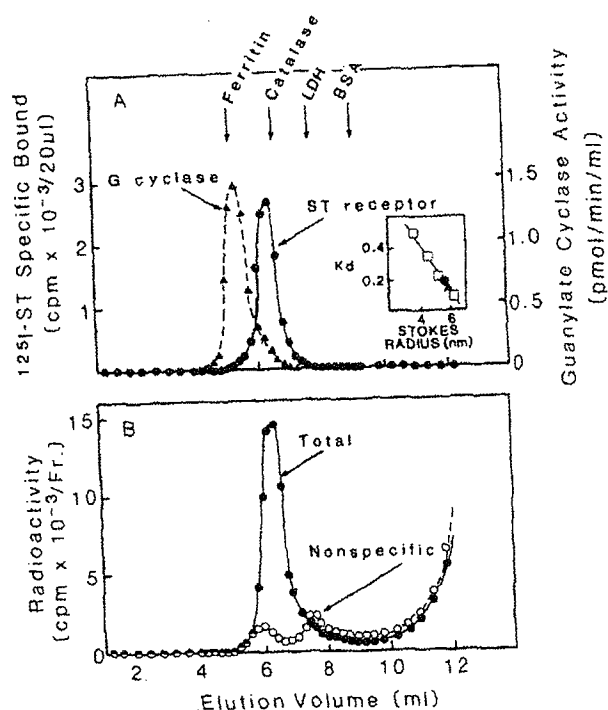 Ferritin
Catalase
LDH
BSA
A
G cyclase
ST receptor
125I-ST Specific Bound
(cpm x 10-3/20µl)
3
2
1
Guanylate Cyclase Activity
(pmol/min/ml)
1.5
1.0
0.5
0
Kd
0.4
0.2
4 6
STOKES
RADIUS (nm)
B
Total
Nonspecific
Radioactivity
(cpm x 10-3/Fr.)
15
10
5
0
2 4 6 8 10 12
Elution Volume (ml)